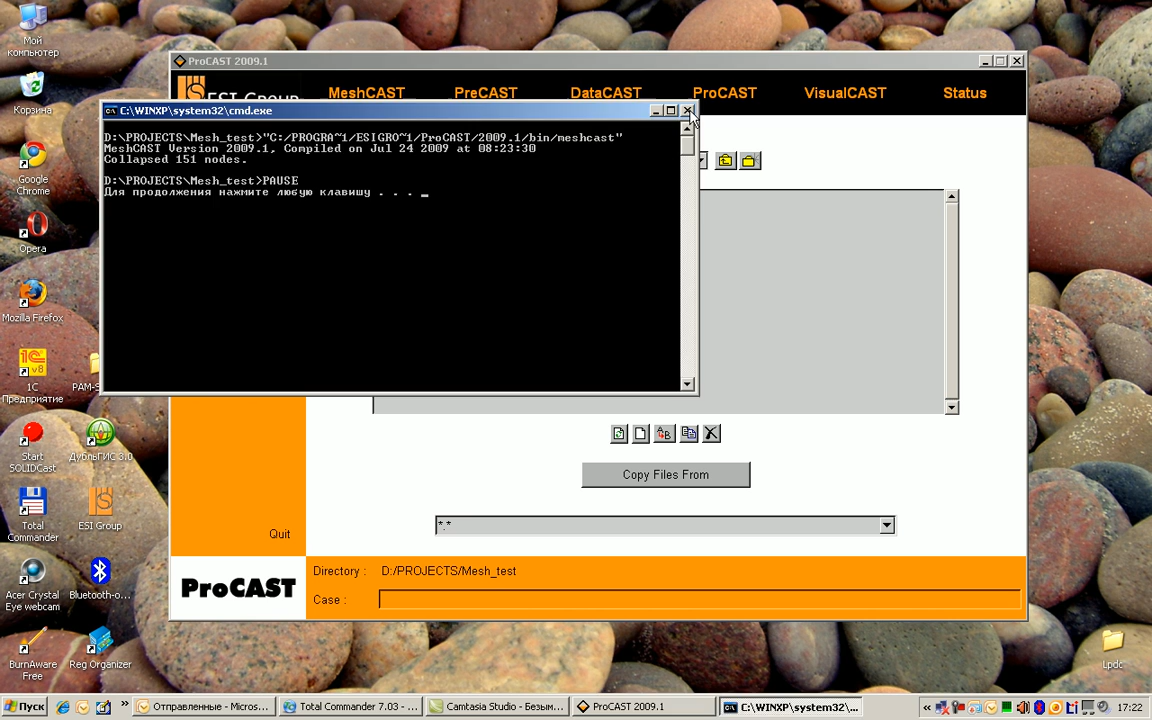 Мой
компьютер
Корзина
Google
Chrome
Opera
Mozilla Firefox
1С
Предприятие
PAM-S
Start
SOLIDCast
ДубльГИС 3.0
Total
Commander
ESI Group
Acer Crystal
Eye webcam
Bluetooth-о...
BurnAware
Free
Reg Organizer
Lpdc
ProCAST 2009.1
ESI GROUP
MeshCAST
PreCAST
DataCAST
ProCAST
VisualCAST
Status
C:\WINXP\system32\cmd.exe
D:\PROJECTS\Mesh_test>"C:/PROGRA~1/ESIGRO~1/ProCAST/2009.1/bin/meshcast"
MeshCAST Version 2009.1, Compiled on Jul 24 2009 at 08:23:30
Collapsed 151 nodes.
D:\PROJECTS\Mesh_test>PAUSE
Для продолжения нажмите любую клавишу . . . _
Copy Files From
*.*
Quit
ProCAST
Directory : D:/PROJECTS/Mesh_test
Case :
Пуск
Отправленные - Micros...
Total Commander 7.03 - ...
Camtasia Studio - Безым...
ProCAST 2009.1
C:\WINXP\system32\...
17:22